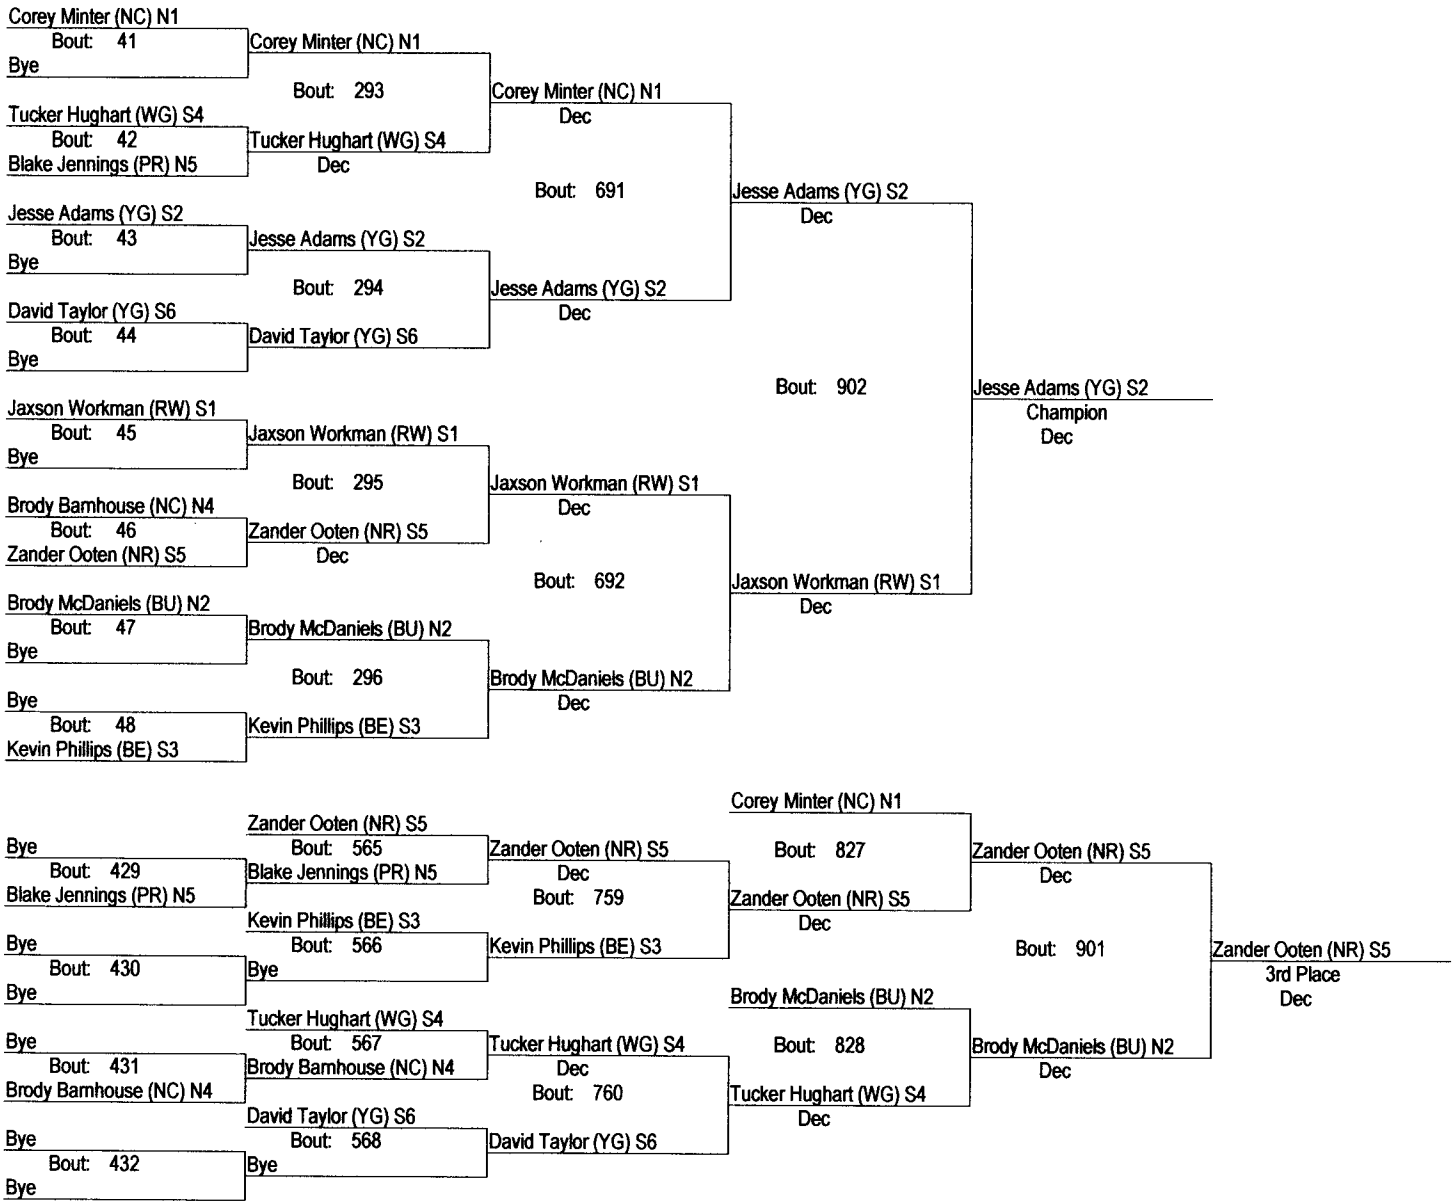 Corey Minter (NC) N1
Bout: 41
Bye
Corey Minter (NC) N1
Bout: 293
Tucker Hughart (WG) S4
Bout: 42
Blake Jennings (PR) N5
Tucker Hughart (WG) S4
Dec
Corey Minter (NC) N1
Dec
Bout: 691
Jesse Adams (YG) S2
Bout: 43
Bye
Jesse Adams (YG) S2
Bout: 294
David Taylor (YG) S6
Bout: 44
Bye
David Taylor (YG) S6
Jesse Adams (YG) S2
Dec
Jesse Adams (YG) S2
Dec
Bout: 902
Jesse Adams (YG) S2
Champion
Dec
Jaxson Workman (RW) S1
Bout: 45
Bye
Jaxson Workman (RW) S1
Bout: 295
Brody Barnhouse (NC) N4
Bout: 46
Zander Ooten (NR) S5
Zander Ooten (NR) S5
Dec
Jaxson Workman (RW) S1
Dec
Bout: 692
Jaxson Workman (RW) S1
Dec
Brody McDaniels (BU) N2
Bout: 47
Bye
Brody McDaniels (BU) N2
Bout: 296
Bye
Bout: 48
Kevin Phillips (BE) S3
Kevin Phillips (BE) S3
Brody McDaniels (BU) N2
Dec
Bye
Bout: 429
Blake Jennings (PR) N5
Zander Ooten (NR) S5
Bout: 565
Blake Jennings (PR) N5
Zander Ooten (NR) S5
Dec
Bout: 759
Bye
Bout: 430
Bye
Kevin Phillips (BE) S3
Bout: 566
Bye
Kevin Phillips (BE) S3
Corey Minter (NC) N1
Bout: 827
Zander Ooten (NR) S5
Dec
Zander Ooten (NR) S5
Dec
Bout: 901
Zander Ooten (NR) S5
3rd Place
Dec
Bye
Bout: 431
Brody Barnhouse (NC) N4
Tucker Hughart (WG) S4
Bout: 567
Brody Barnhouse (NC) N4
Tucker Hughart (WG) S4
Dec
Bout: 760
Bye
Bout: 432
Bye
David Taylor (YG) S6
Bout: 568
Bye
David Taylor (YG) S6
Brody McDaniels (BU) N2
Bout: 828
Tucker Hughart (WG) S4
Dec
Brody McDaniels (BU) N2
Dec